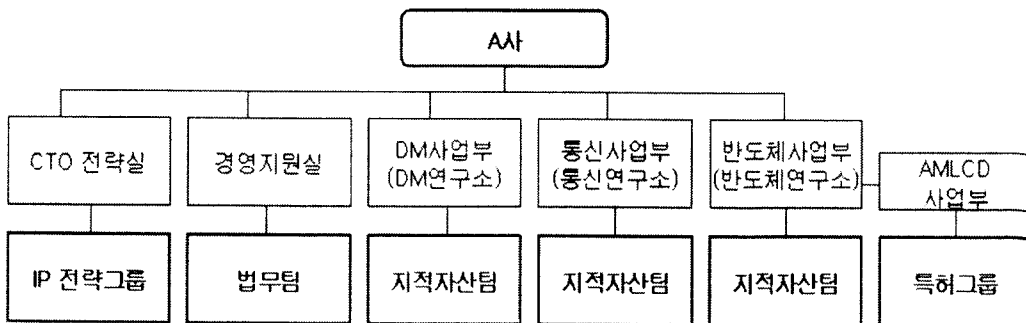 A사
CTO 전략실
경영지원실
DM사업부
(DM연구소)
통신사업부
(통신연구소)
반도체사업부
(반도체연구소)
AMLCD
사업부
IP 전략그룹
법무팀
지적자산팀
지적자산팀
지적자산팀
특허그룹